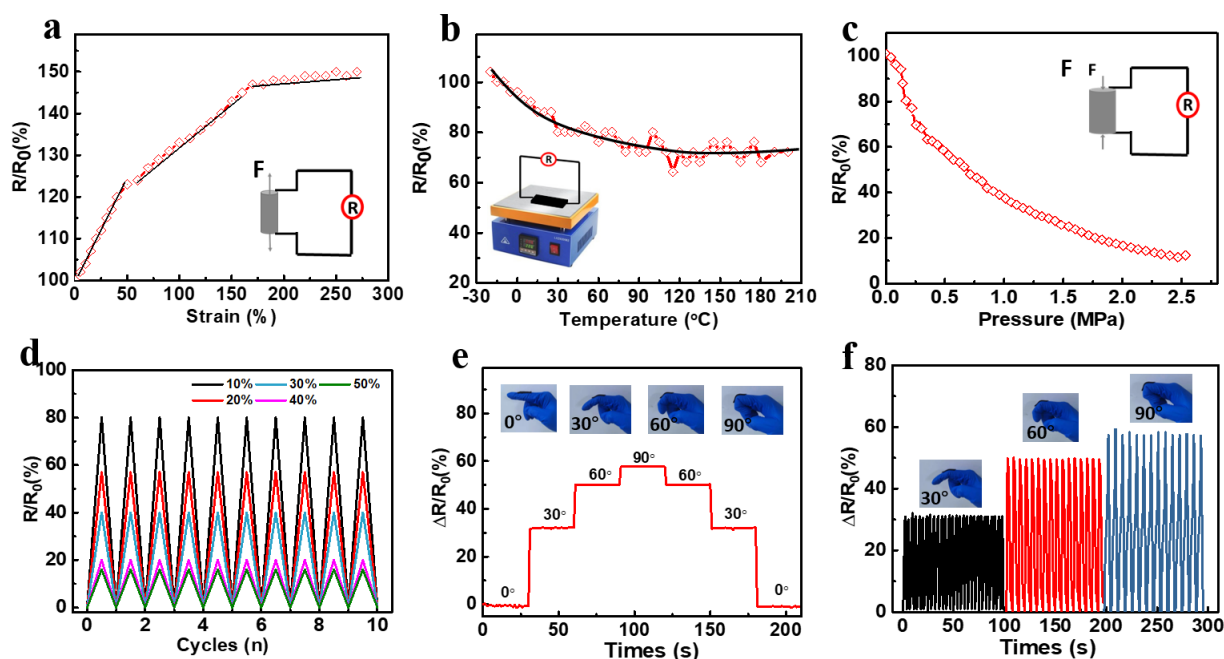 a
R/R0(%)
150
140
130
120
110
100
0 50 100 150 200 250 300
Strain (%)
F
R
b
R/R0(%)
120
100
80
60
40
20
-30 0 30 60 90 120 150 180 210
Temperature (oC)
R
c
R/R0(%)
100
80
60
40
20
0
0.0 0.5 1.0 1.5 2.0 2.5
Pressure (MPa)
F F
R
d
R/R0(%)
100
80
60
40
20
0
0 2 4 6 8 10
Cycles (n)
10% 30% 50%
20% 40%
e
ΔR/R0(%)
80
60
40
20
0
0 50 100 150 200
Times (s)
0° 30° 60° 90°
0° 30° 60° 90° 60° 30° 0°
f
ΔR/R0(%)
80
60
40
20
0
0 50 100 150 200 250 300
Times (s)
30°
60°
90°